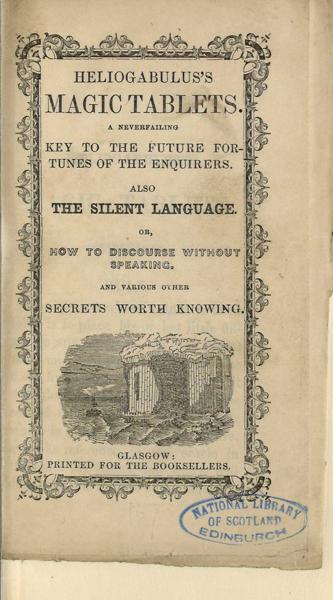 HELIOGABULUS'S
MAGIC TABLETS.
A NEVERFAILING
KEY TO THE FUTURE FOR-
TUNES OF THE ENQUIRERS.
ALSO
THE SILENT LANGUAGE.
OR,
HOW TO DISCOURSE WITHOUT
SPEAKING.
AND VARIOUS OTHER
SECRETS WORTH KNOWING.
GLASGOW:
PRINTED FOR THE BOOKSELLERS.
NATIONAL LIBRARY
OF SCOTLAND
EDINBURGH